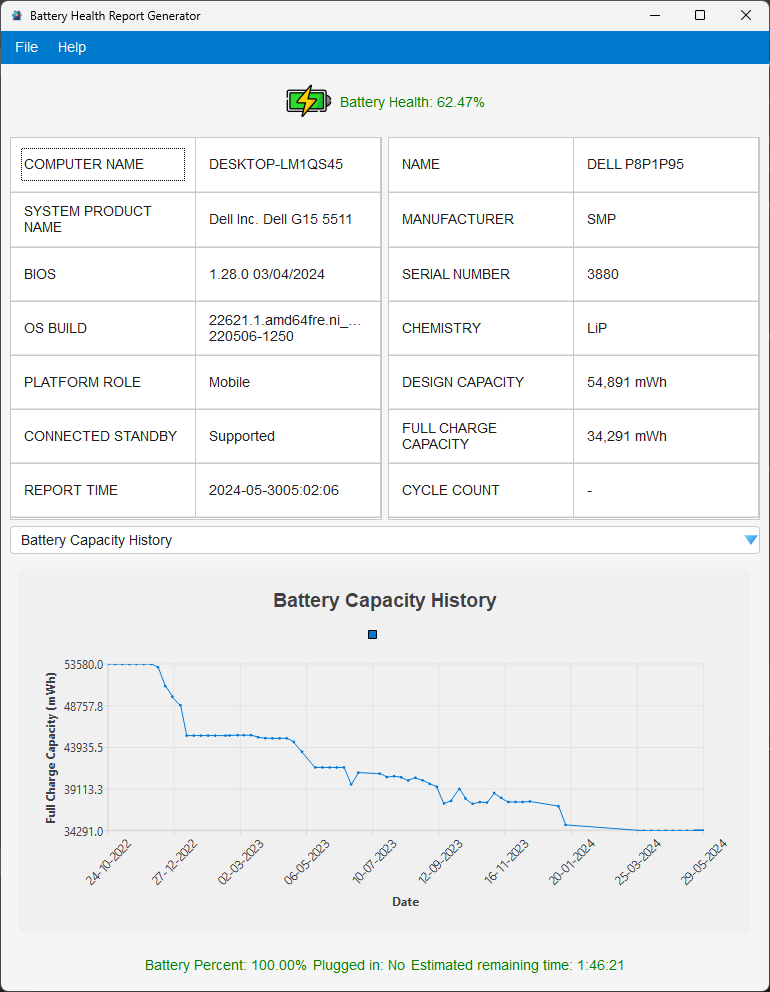 Battery Health Report Generator
File Help
Battery Health: 62.47%
COMPUTER NAME
DESKTOP-LM1QS45
SYSTEM PRODUCT
NAME
Dell Inc. Dell G15 5511
BIOS
1.28.0 03/04/2024
OS BUILD
22621.1.amd64fre.ni_...
220506-1250
PLATFORM ROLE
Mobile
CONNECTED STANDBY
Supported
REPORT TIME
2024-05-3005:02:06
NAME
DELL P8P1P95
MANUFACTURER
SMP
SERIAL NUMBER
3880
CHEMISTRY
LiP
DESIGN CAPACITY
54,891 mWh
FULL CHARGE
CAPACITY
34,291 mWh
CYCLE COUNT
-
Battery Capacity History
Battery Capacity History
Full Charge Capacity (mWh)
53580.0
48757.8
43935.5
39113.3
34291.0
24-10-2022
27-12-2022
02-03-2023
06-05-2023
10-07-2023
12-09-2023
16-11-2023
20-01-2024
25-03-2024
29-05-2024
Date
Battery Percent: 100.00% Plugged in: No Estimated remaining time: 1:46:21